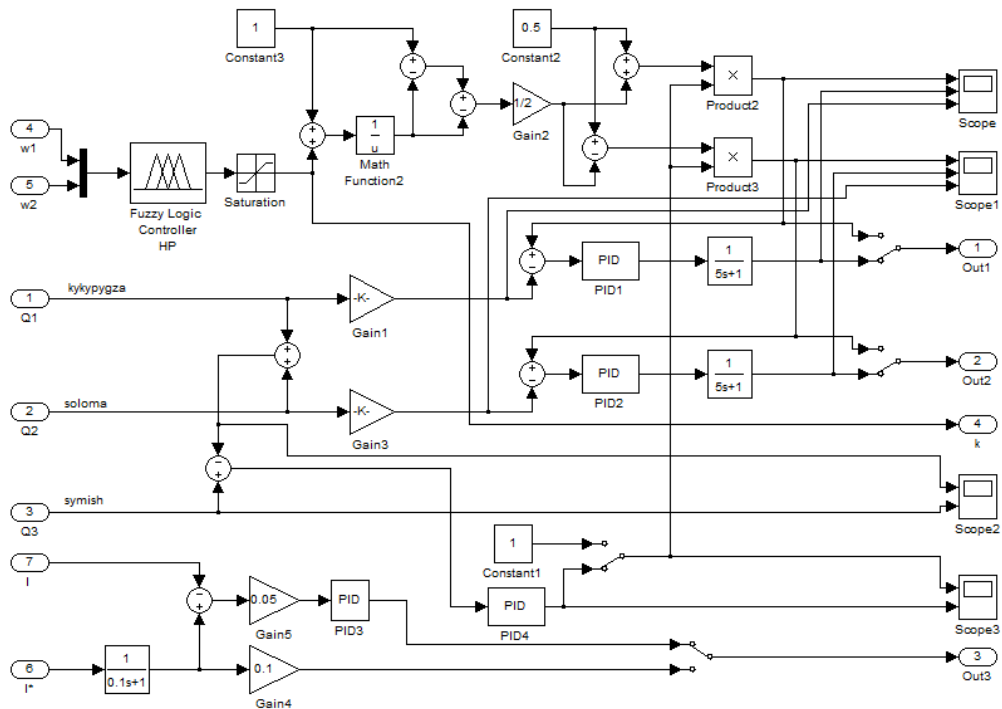 1
Constant3
0.5
Constant2
+
−
+
−
+
+
1/2
Gain2
×
Product2
Scope
4
w1
5
w2
Fuzzy Logic
Controller
HP
Saturation
+
+
1
u
Math
Function2
+
−
×
Product3
Scope1
1
Q1
kykypygza
-K-
Gain1
+
−
PID
PID1
1
5s+1
1
Out1
+
+
2
Q2
soloma
-K-
Gain3
+
−
PID
PID2
1
5s+1
2
Out2
4
k
−
+
3
Q3
symish
Scope2
7
I
1
Constant1
−
+
0.05
Gain5
PID
PID3
PID
PID4
Scope3
6
I*
1
0.1s+1
0.1
Gain4
3
Out3